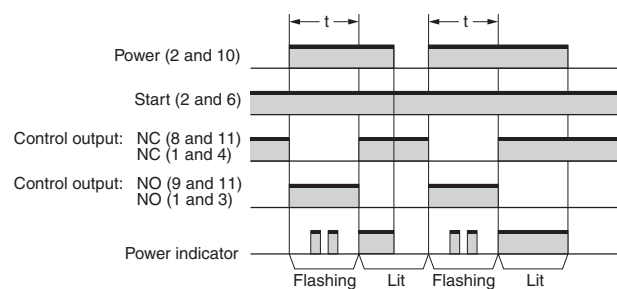 t t
Power (2 and 10)
Start (2 and 6)
Control output: NC (8 and 11)
NC (1 and 4)
Control output: NO (9 and 11)
NO (1 and 3)
Power indicator
Flashing Lit Flashing Lit